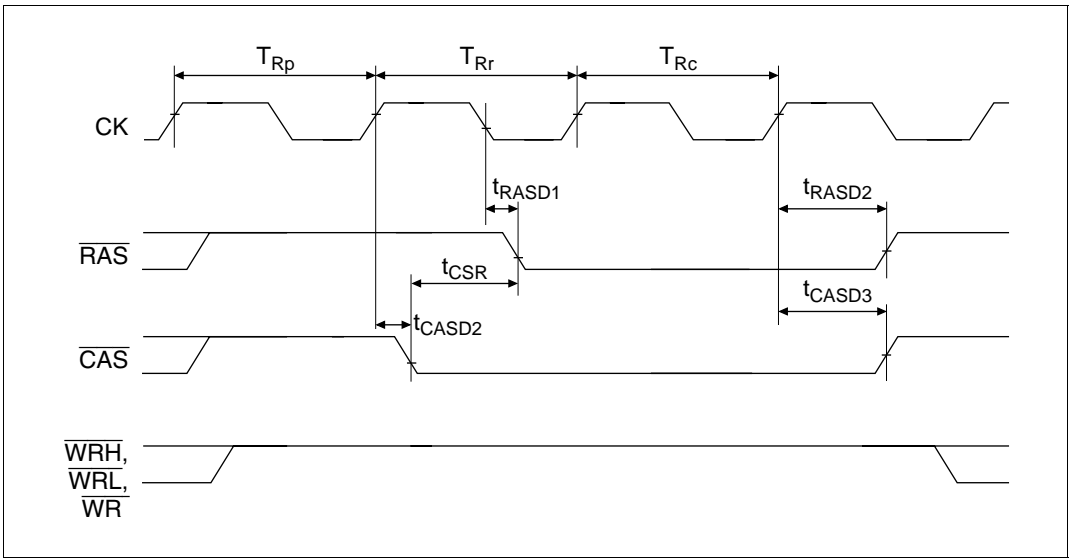 TRp TRr TRc
CK
tRASD1 tRASD2
RAS
tCSR
tCASD3
tCASD2
CAS
WRH,
WRL,
WR